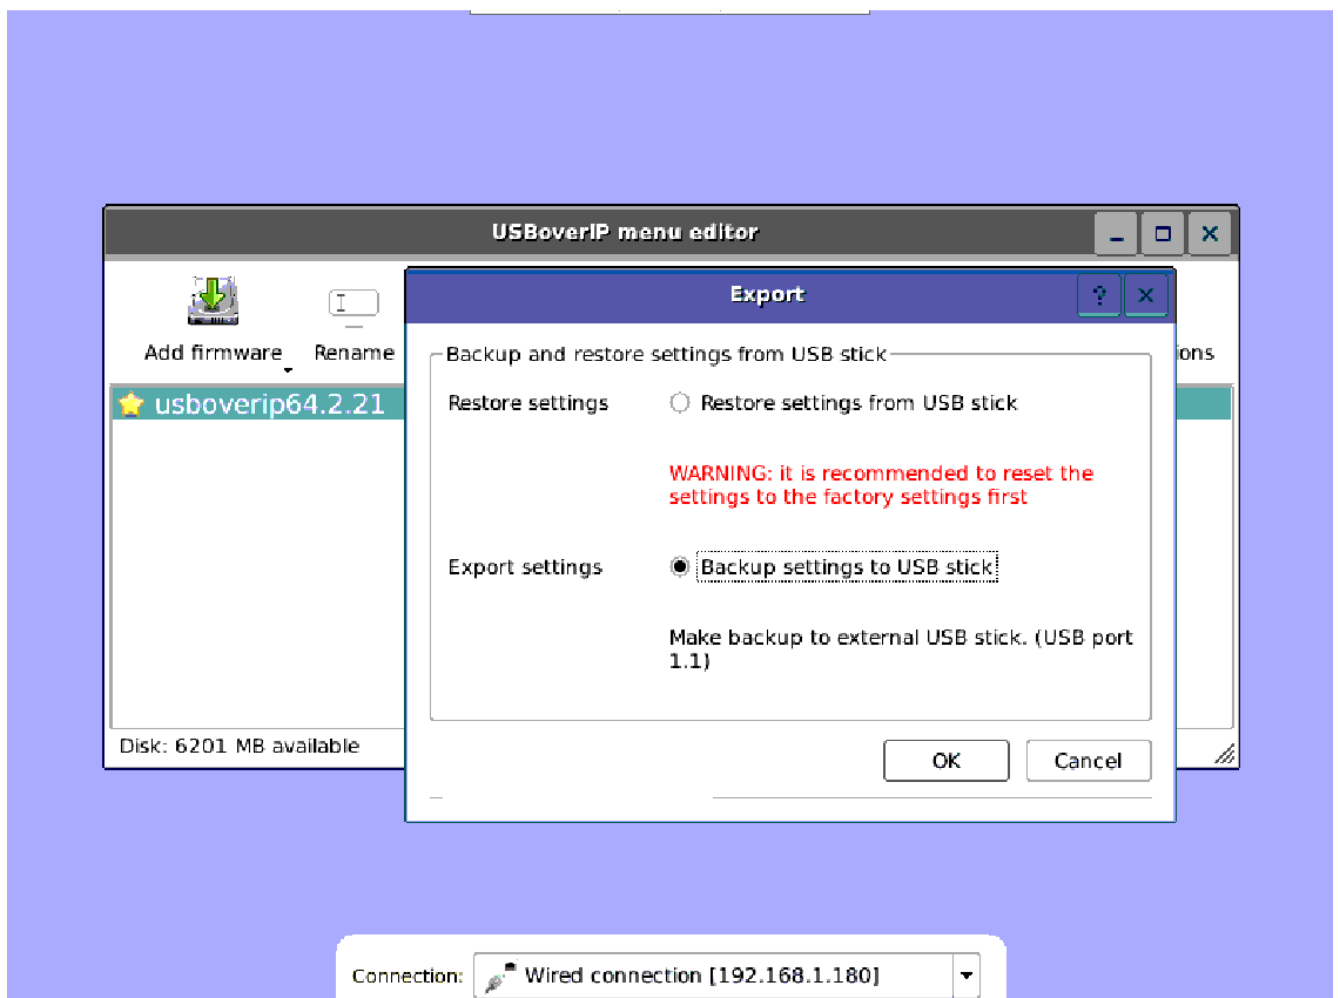 USBoverIP menu editor
Export
Add firmware
Rename
Backup and restore settings from USB stick
ions
usboverip64.2.21
Restore settings
Restore settings from USB stick
WARNING: it is recommended to reset the
settings to the factory settings first
Export settings
Backup settings to USB stick
Make backup to external USB stick. (USB port
1.1)
Disk: 6201 MB available
OK
Cancel
Connection:
Wired connection [192.168.1.180]